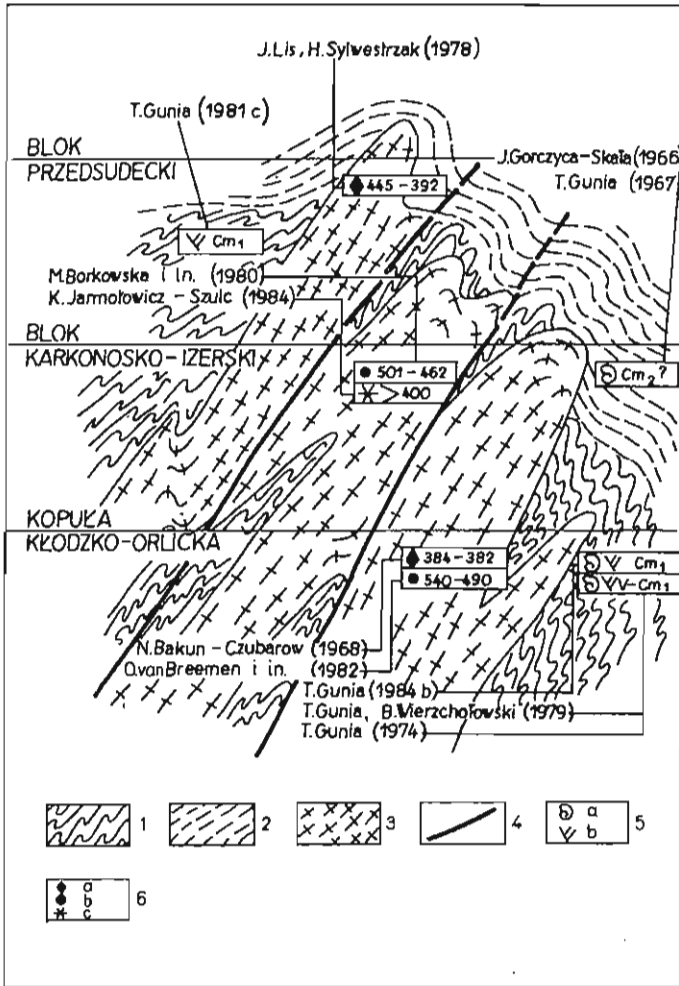 J.Lis, H.Sylwestrzak (1978)
T.Gunia (1981 c)
BLOK
PRZEDSUDECKI
J.Gorczyca-Skała (1966)
T.Gunia (1967)
445-392
Cm₁
M.Borkowska i in. (1980)
K.Jarmołowicz-Szulc (1984)
BLOK
KARKONOSKO-IZERSKI
501-462
>400
Cm₂?
KOPUŁA
KŁODZKO-ORLICKA
384-382
540-490
Cm₁
V-Cm₁
N.Bakun-Czubarow (1968)
O.van Breemen i in. (1982)
T.Gunia (1984 b)
T.Gunia, B.Wierzchołowski (1979)
T.Gunia (1974)
1
2
3
4
a
b
5
a
b
c
6